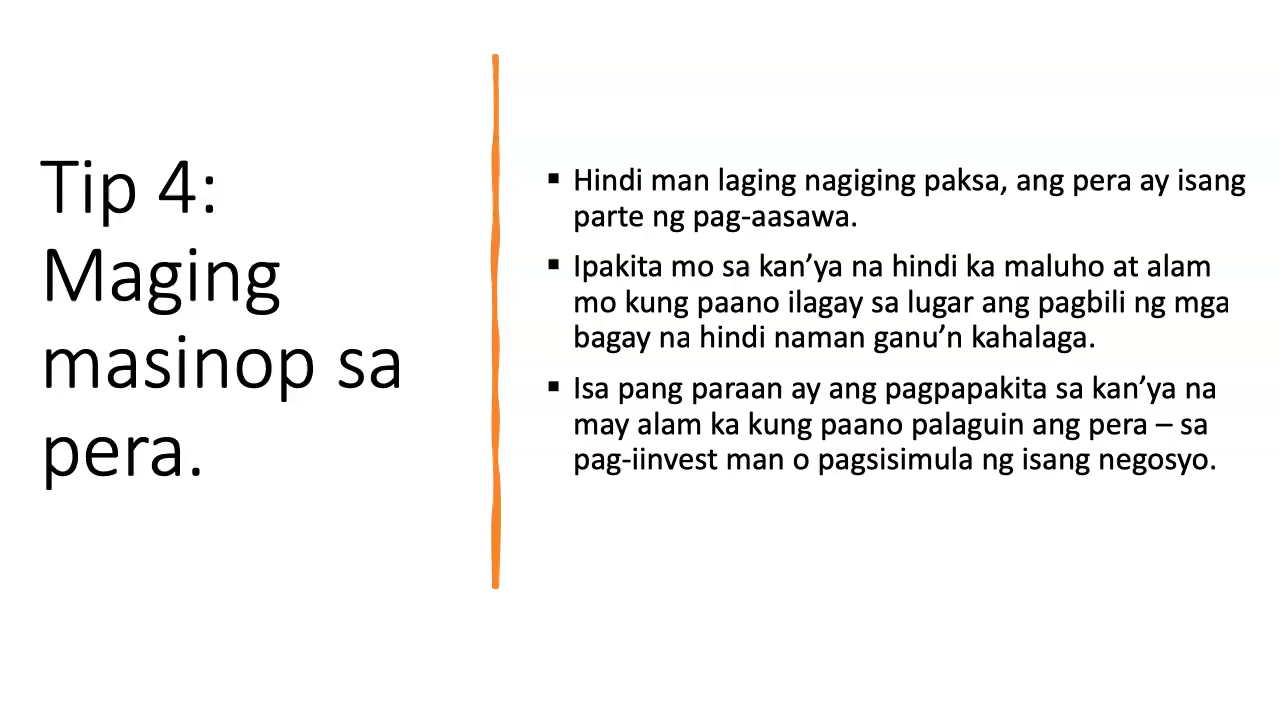 Tip 4:
Maging
masinop sa
pera.
▪ Hindi man laging nagiging paksa, ang pera ay isang
parte ng pag-aasawa.
▪ Ipakita mo sa kan’ya na hindi ka maluho at alam
mo kung paano ilagay sa lugar ang pagbili ng mga
bagay na hindi naman ganu’n kahalaga.
▪ Isa pang paraan ay ang pagpapakita sa kan’ya na
may alam ka kung paano palaguin ang pera – sa
pag-iinvest man o pagsisimula ng isang negosyo.